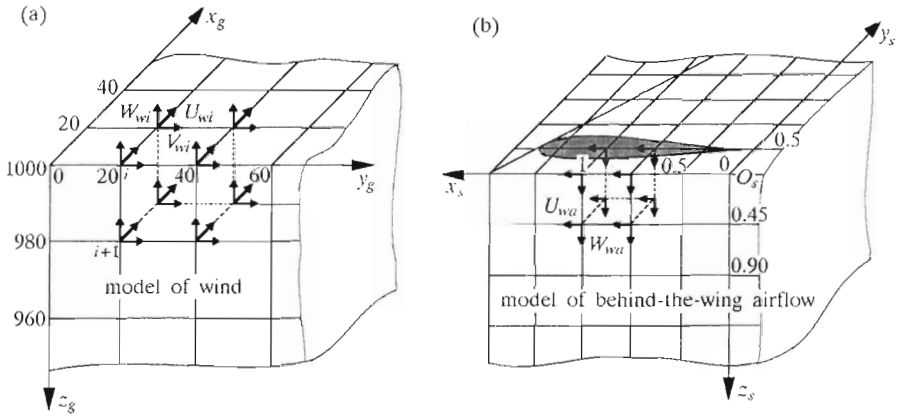 (a)
x_g
40
20
W_wi U_wi
V_wi
1000
0 20 i 40 60
y_g
980
i+1
model of wind
960
z_g
(b)
y_s
0.5
1 0.5 0
x_s
O_s
U_wa
0.45
W_wa
0.90
model of behind-the-wing airflow
z_s